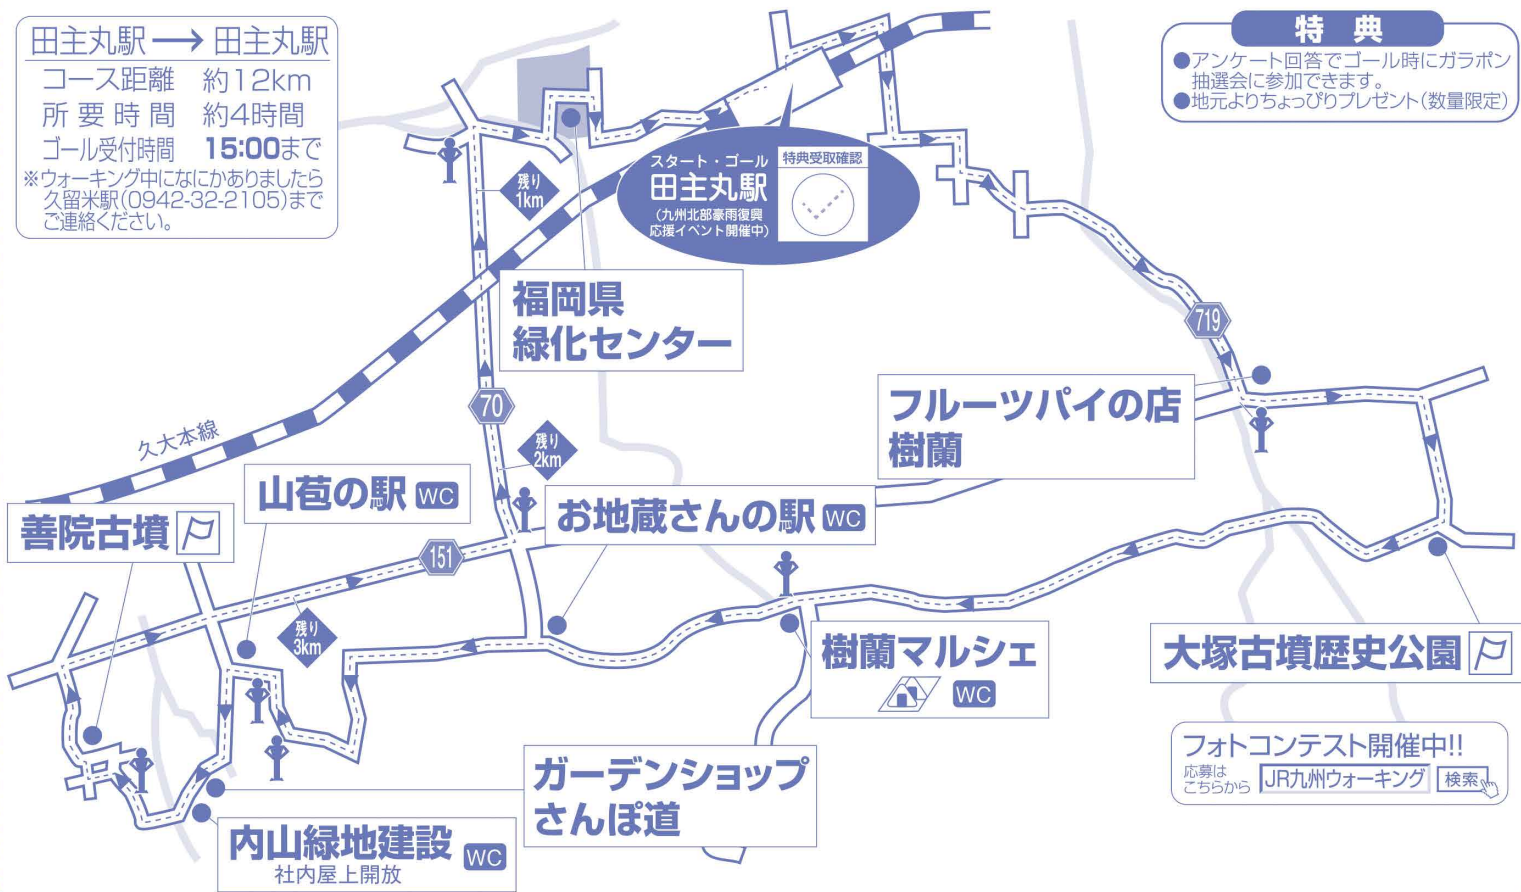 田主丸駅→田主丸駅
コース距離 約12km
所要時間 約4時間
ゴール受付時間 15:00まで
※ウォーキング中になにかありましたら
久留米駅(0942-32-2105)まで
ご連絡ください。
特典
●アンケート回答でゴール時にガラポン
抽選会に参加できます。
●地元よりちょっぴりプレゼント(数量限定)
スタート・ゴール
田主丸駅
(九州北部豪雨復興
応援イベント開催中)
特典受取確認
残り
1km
福岡県
緑化センター
719
70
フルーツパイの店
樹蘭
久大本線
残り
2km
山苞の駅 WC
お地蔵さんの駅 WC
善院古墳
151
残り
3km
樹蘭マルシェ
WC
大塚古墳歴史公園
ガーデンショップ
さんぽ道
内山緑地建設 WC
社内屋上開放
フォトコンテスト開催中!!
応募は
こちらから
JR九州ウォーキング 検索